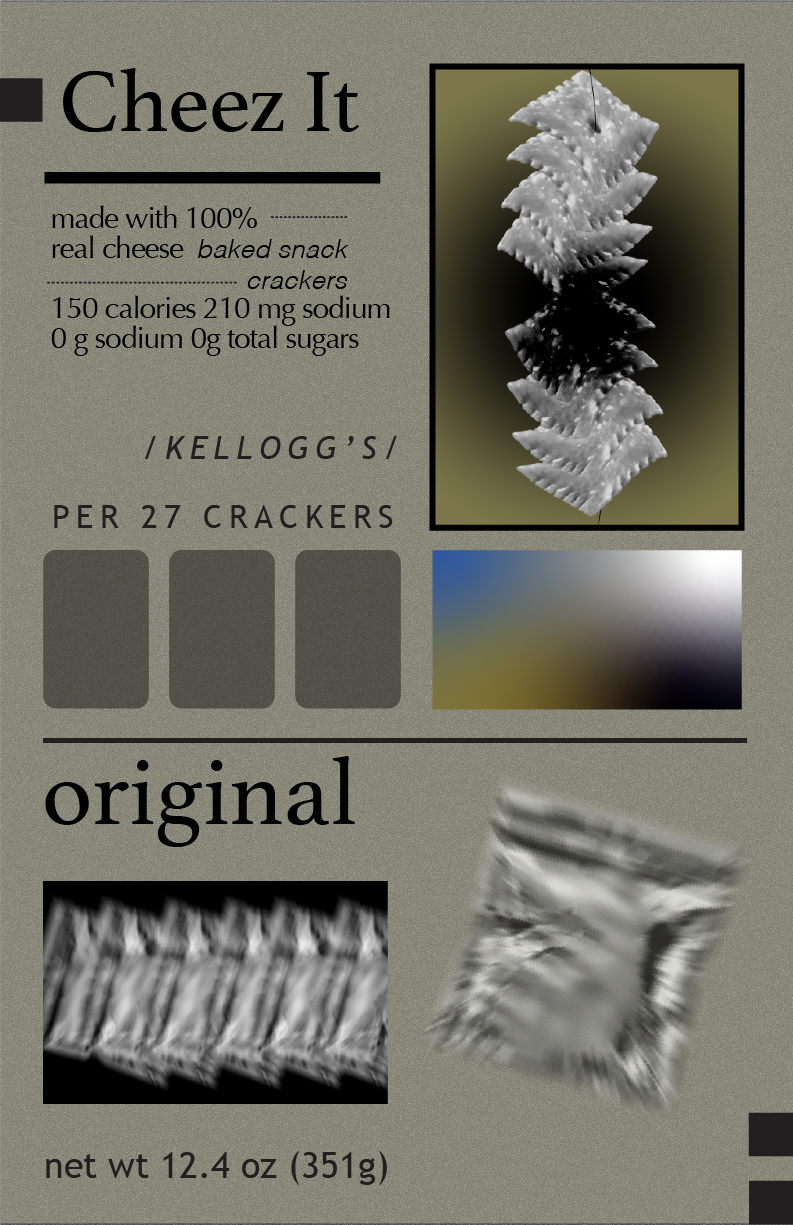 Cheez It
made with 100%
real cheese baked snack
crackers
150 calories 210 mg sodium
0 g sodium 0g total sugars
/KELLOGG’S/
PER 27 CRACKERS
original
net wt 12.4 oz (351g)